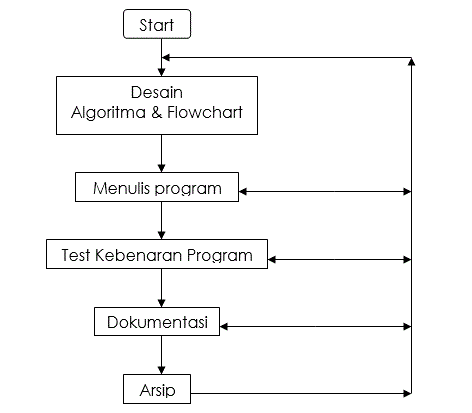 Start
Desain
Algoritma & Flowchart
Menulis program
Test Kebenaran Program
Dokumentasi
Arsip